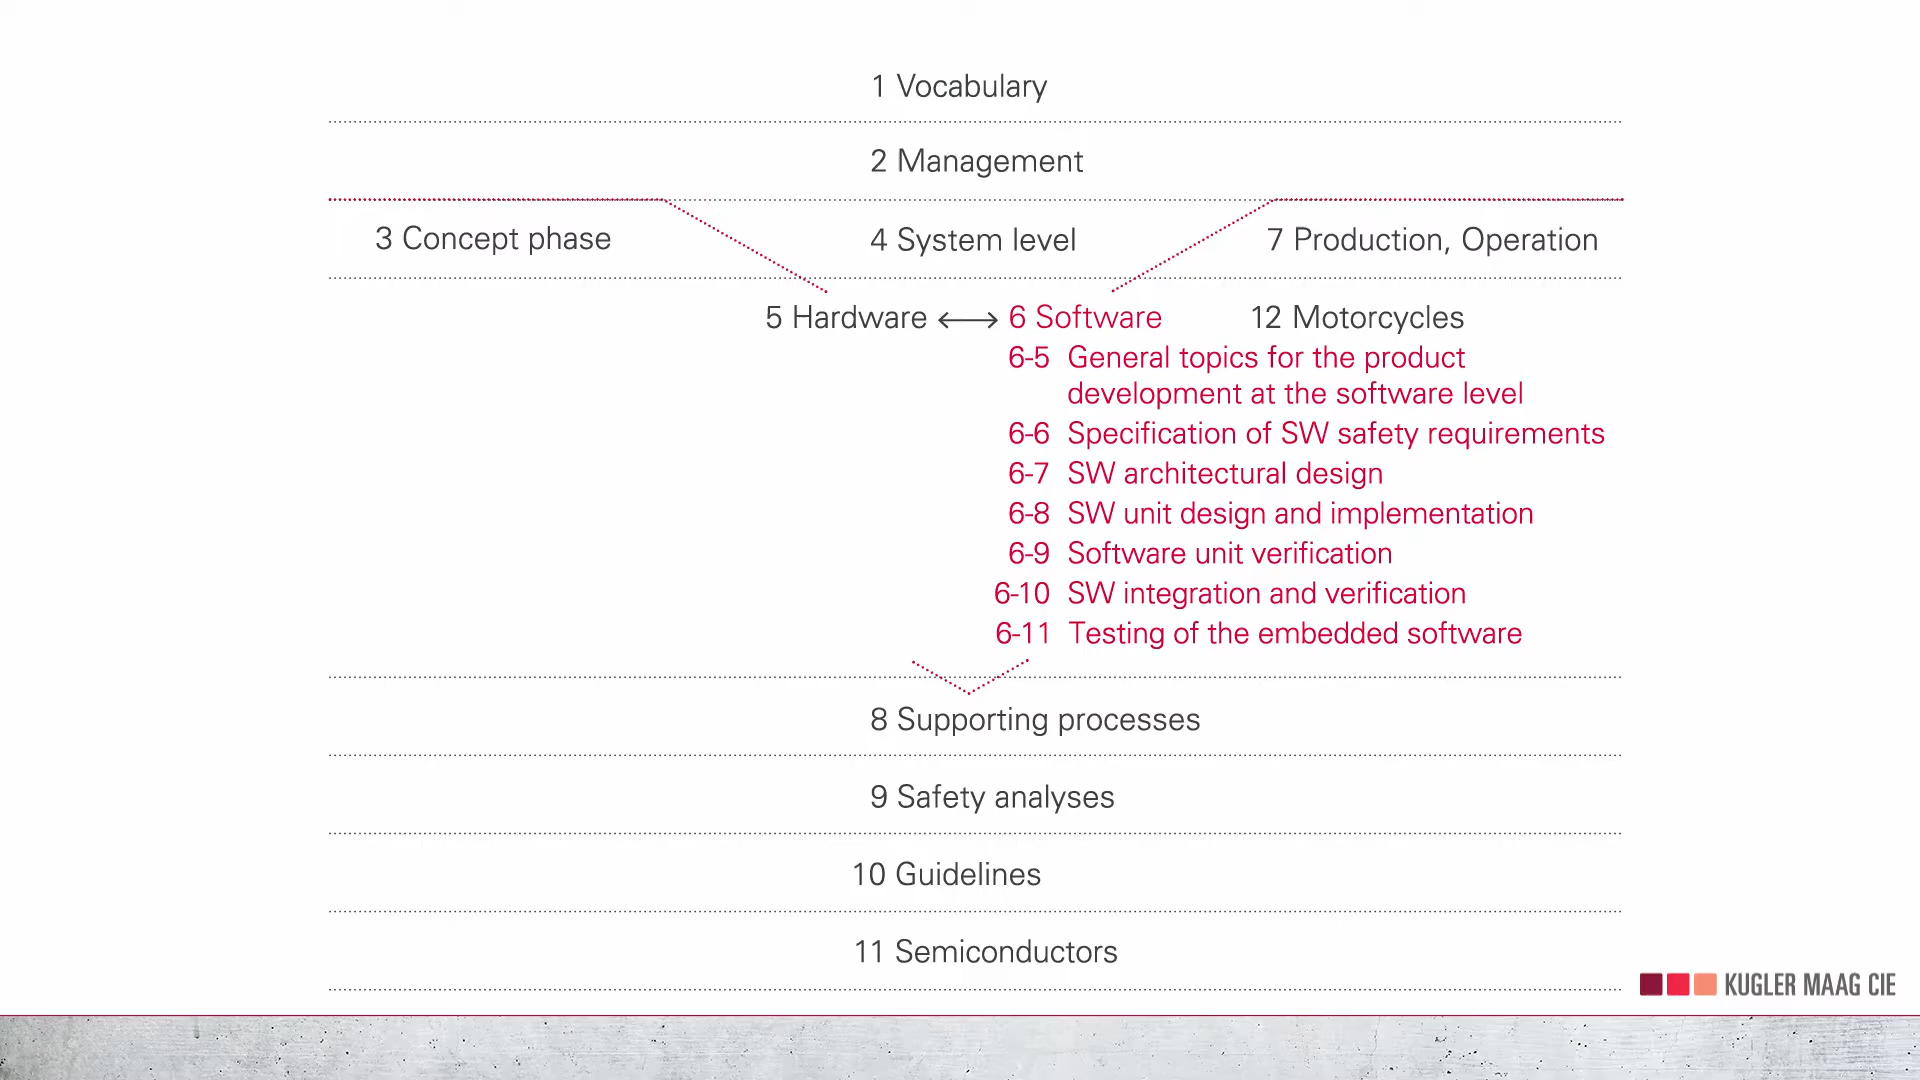 1 Vocabulary
2 Management
3 Concept phase
4 System level
7 Production, Operation
5 Hardware ⟷ 6 Software
12 Motorcycles
6-5 General topics for the product
development at the software level
6-6 Specification of SW safety requirements
6-7 SW architectural design
6-8 SW unit design and implementation
6-9 Software unit verification
6-10 SW integration and verification
6-11 Testing of the embedded software
8 Supporting processes
9 Safety analyses
10 Guidelines
11 Semiconductors
KUGLER MAAG CIE